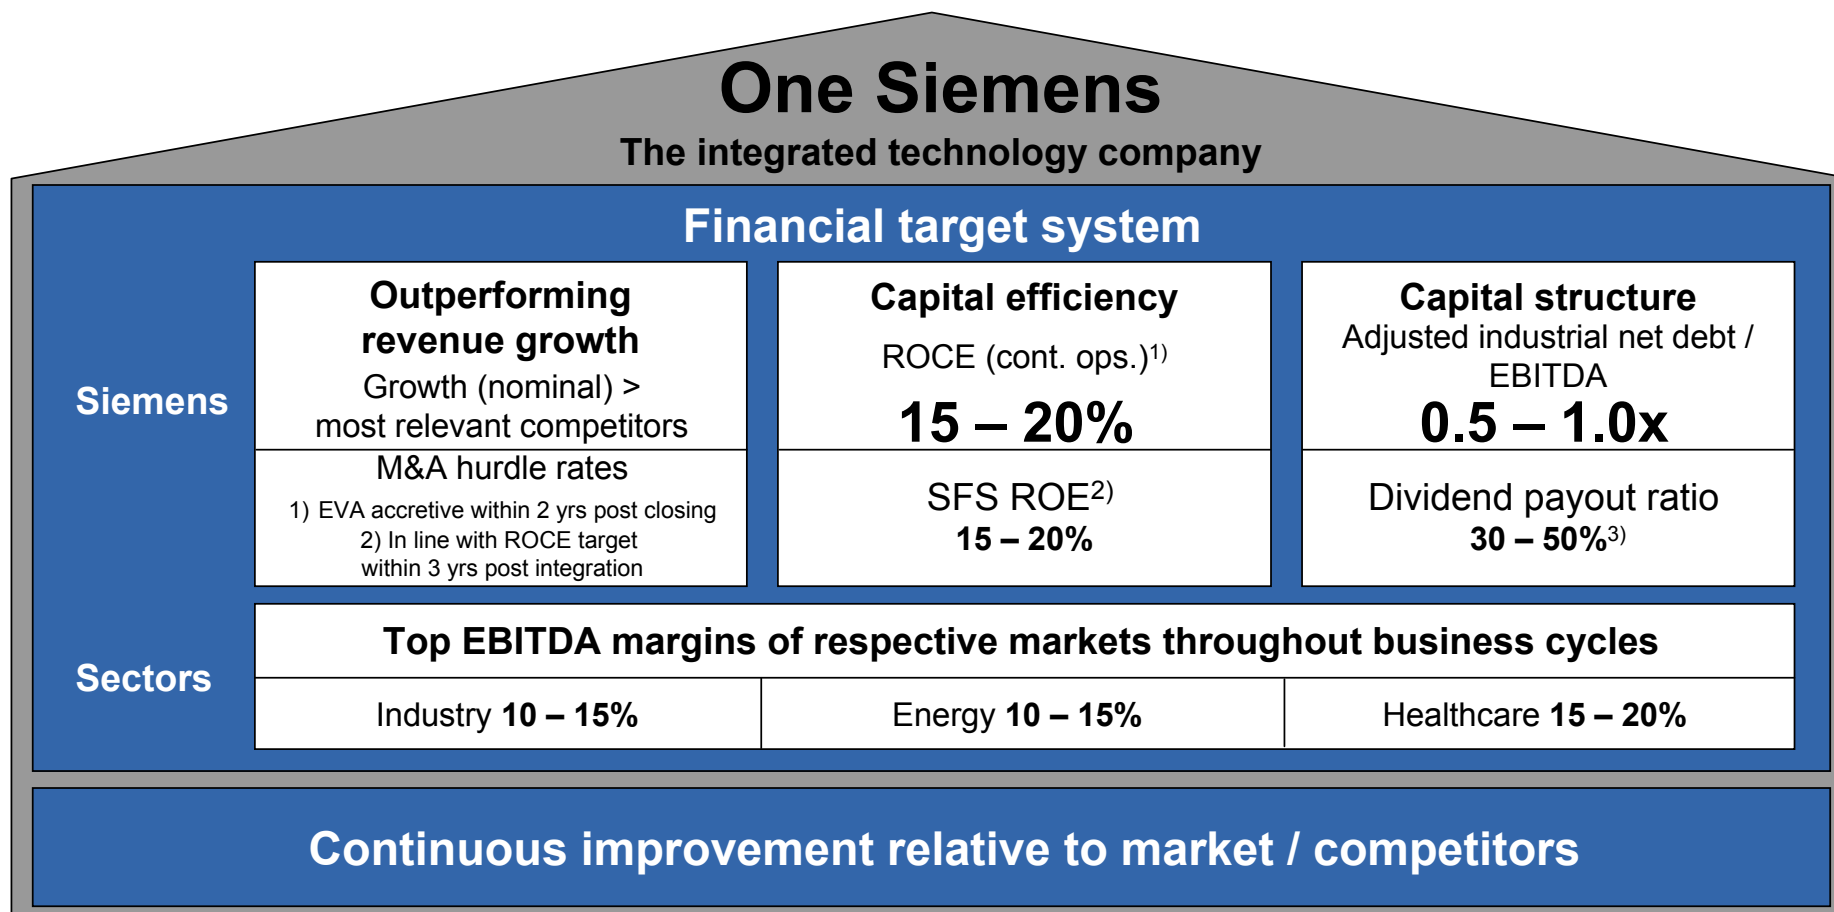 One Siemens
The integrated technology company
Financial target system
Siemens
Outperforming
revenue growth
Growth (nominal) >
most relevant competitors
M&A hurdle rates
1) EVA accretive within 2 yrs post closing
2) In line with ROCE target
within 3 yrs post integration
Capital efficiency
ROCE (cont. ops.)1)
15 – 20%
SFS ROE2)
15 – 20%
Capital structure
Adjusted industrial net debt /
EBITDA
0.5 – 1.0x
Dividend payout ratio
30 – 50%3)
Sectors
Top EBITDA margins of respective markets throughout business cycles
Industry 10 – 15%
Energy 10 – 15%
Healthcare 15 – 20%
Continuous improvement relative to market / competitors